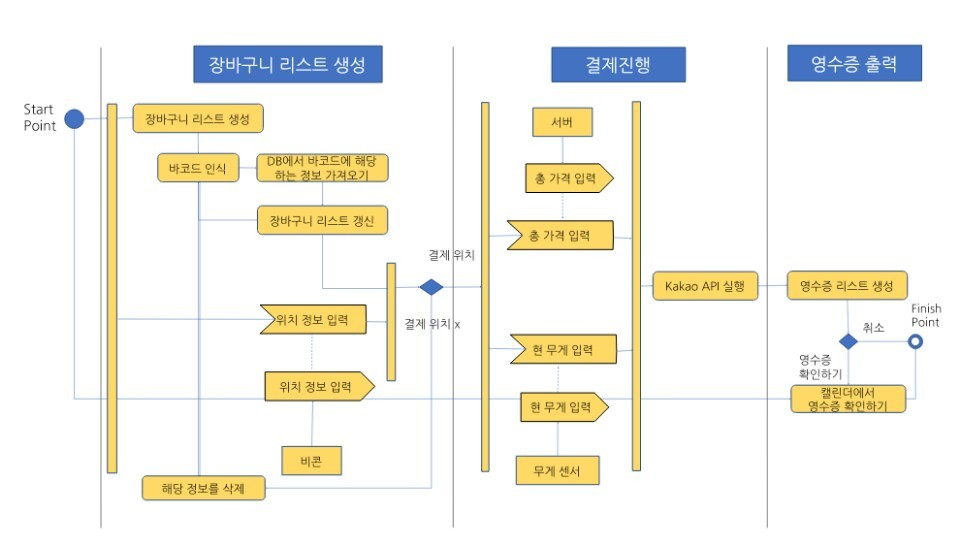 장바구니 리스트 생성
결제진행
영수증 출력
Start
Point
장바구니 리스트 생성
바코드 인식
DB에서 바코드에 해당
하는 정보 가져오기
장바구니 리스트 갱신
위치 정보 입력
위치 정보 입력
비콘
해당 정보를 삭제
결제 위치
결제 위치 x
서버
총 가격 입력
총 가격 입력
현 무게 입력
현 무게 입력
무게 센서
Kakao API 실행
영수증 리스트 생성
취소
Finish
Point
영수증
확인하기
캘린더에서
영수증 확인하기